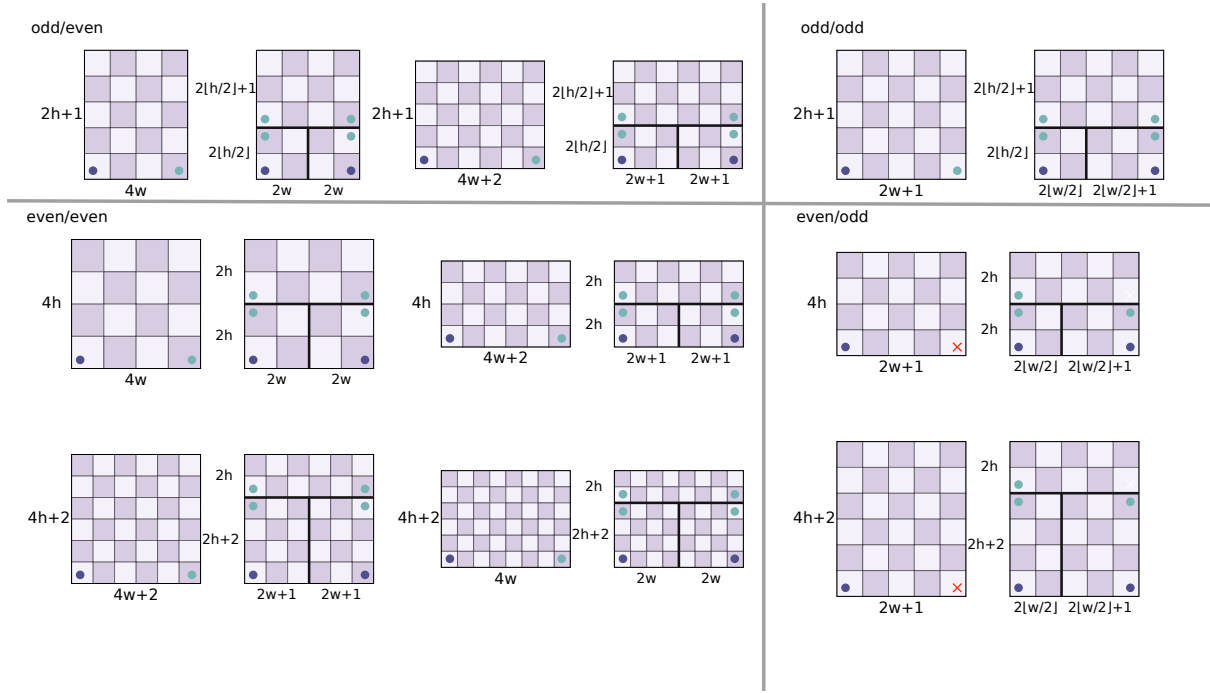 odd/even
2h+1
4w
2⌊h/2⌋+1
2⌊h/2⌋
2w 2w
2h+1
4w+2
2⌊h/2⌋+1
2⌊h/2⌋
2w+1 2w+1
odd/odd
2h+1
2w+1
2⌊h/2⌋+1
2⌊h/2⌋
2⌊w/2⌋ 2⌊w/2⌋+1
even/even
4h
4w
2h
2h
2w 2w
4h
4w+2
2h
2h
2w+1 2w+1
4h+2
4w+2
2h
2h+2
2w+1 2w+1
4h+2
4w
2h
2h+2
2w 2w
even/odd
4h
2w+1
2h
2h
2⌊w/2⌋ 2⌊w/2⌋+1
4h+2
2w+1
2h
2h+2
2⌊w/2⌋ 2⌊w/2⌋+1